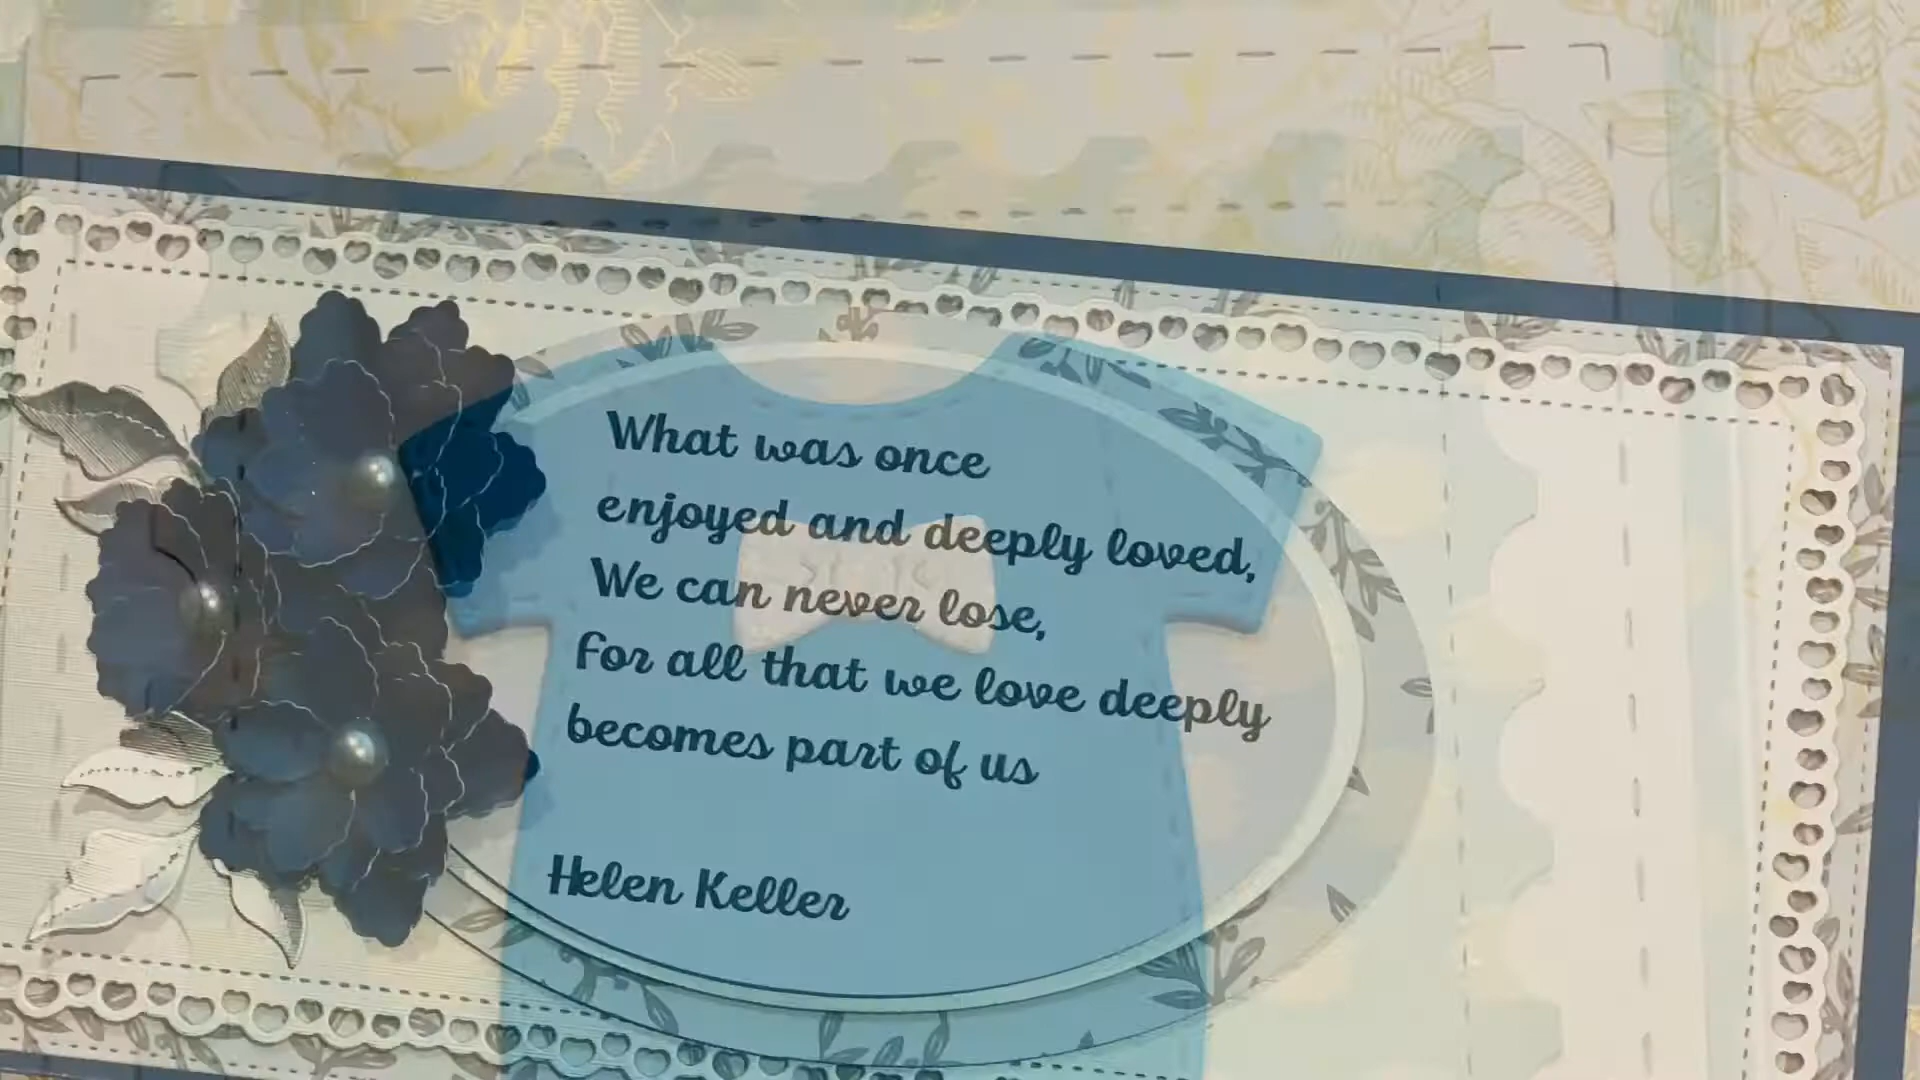 What was once
enjoyed and deeply loved,
We can never lose,
For all that we love deeply
becomes part of us
Helen Keller